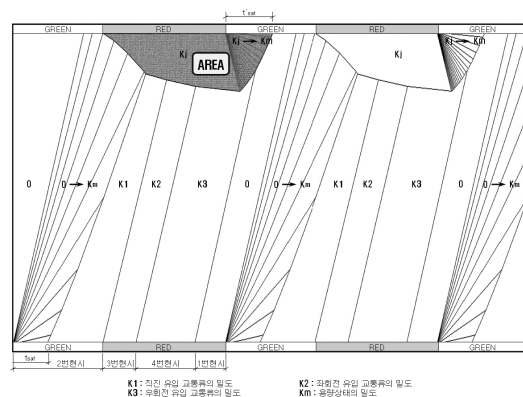 t*sat
GREEN RED GREEN RED GREEN
Kj Kj → Km Kj Kj → Km
AREA
0 0 → Km K1 K2 K3 0 0 → Km K1 K2 K3 0 0 → Km
GREEN RED GREEN RED GREEN
tsat
2번현시 3번현시 4번현시 1번현시
K1 : 직진 유입 교통류의 밀도 K2 : 좌회전 유입 교통류의 밀도
K3 : 우회전 유입 교통류의 밀도 Km : 용량상태의 밀도